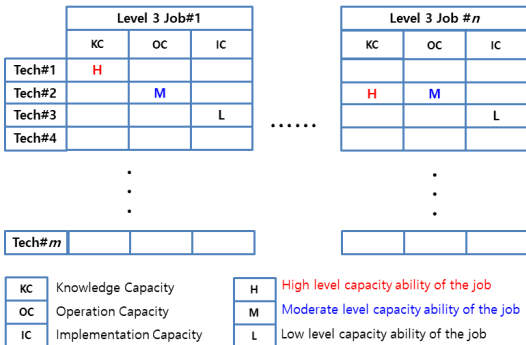 Level 3 Job#1 Level 3 Job #n
KC OC IC KC OC IC
Tech#1 H
Tech#2 M H M
Tech#3 L L
......
Tech#4
Tech#m
KC Knowledge Capacity H High level capacity ability of the job
OC Operation Capacity M Moderate level capacity ability of the job
IC Implementation Capacity L Low level capacity ability of the job